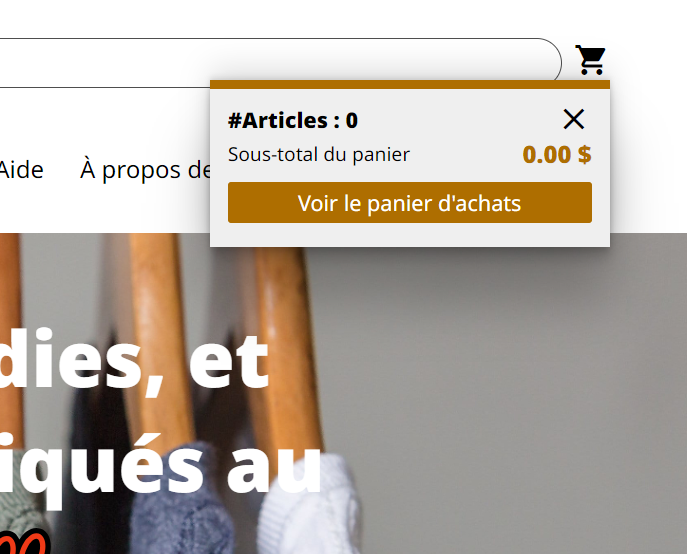 #Articles : 0
Sous-total du panier 0.00 $
Voir le panier d'achats
Aide À propos de
dies, et
iqués au